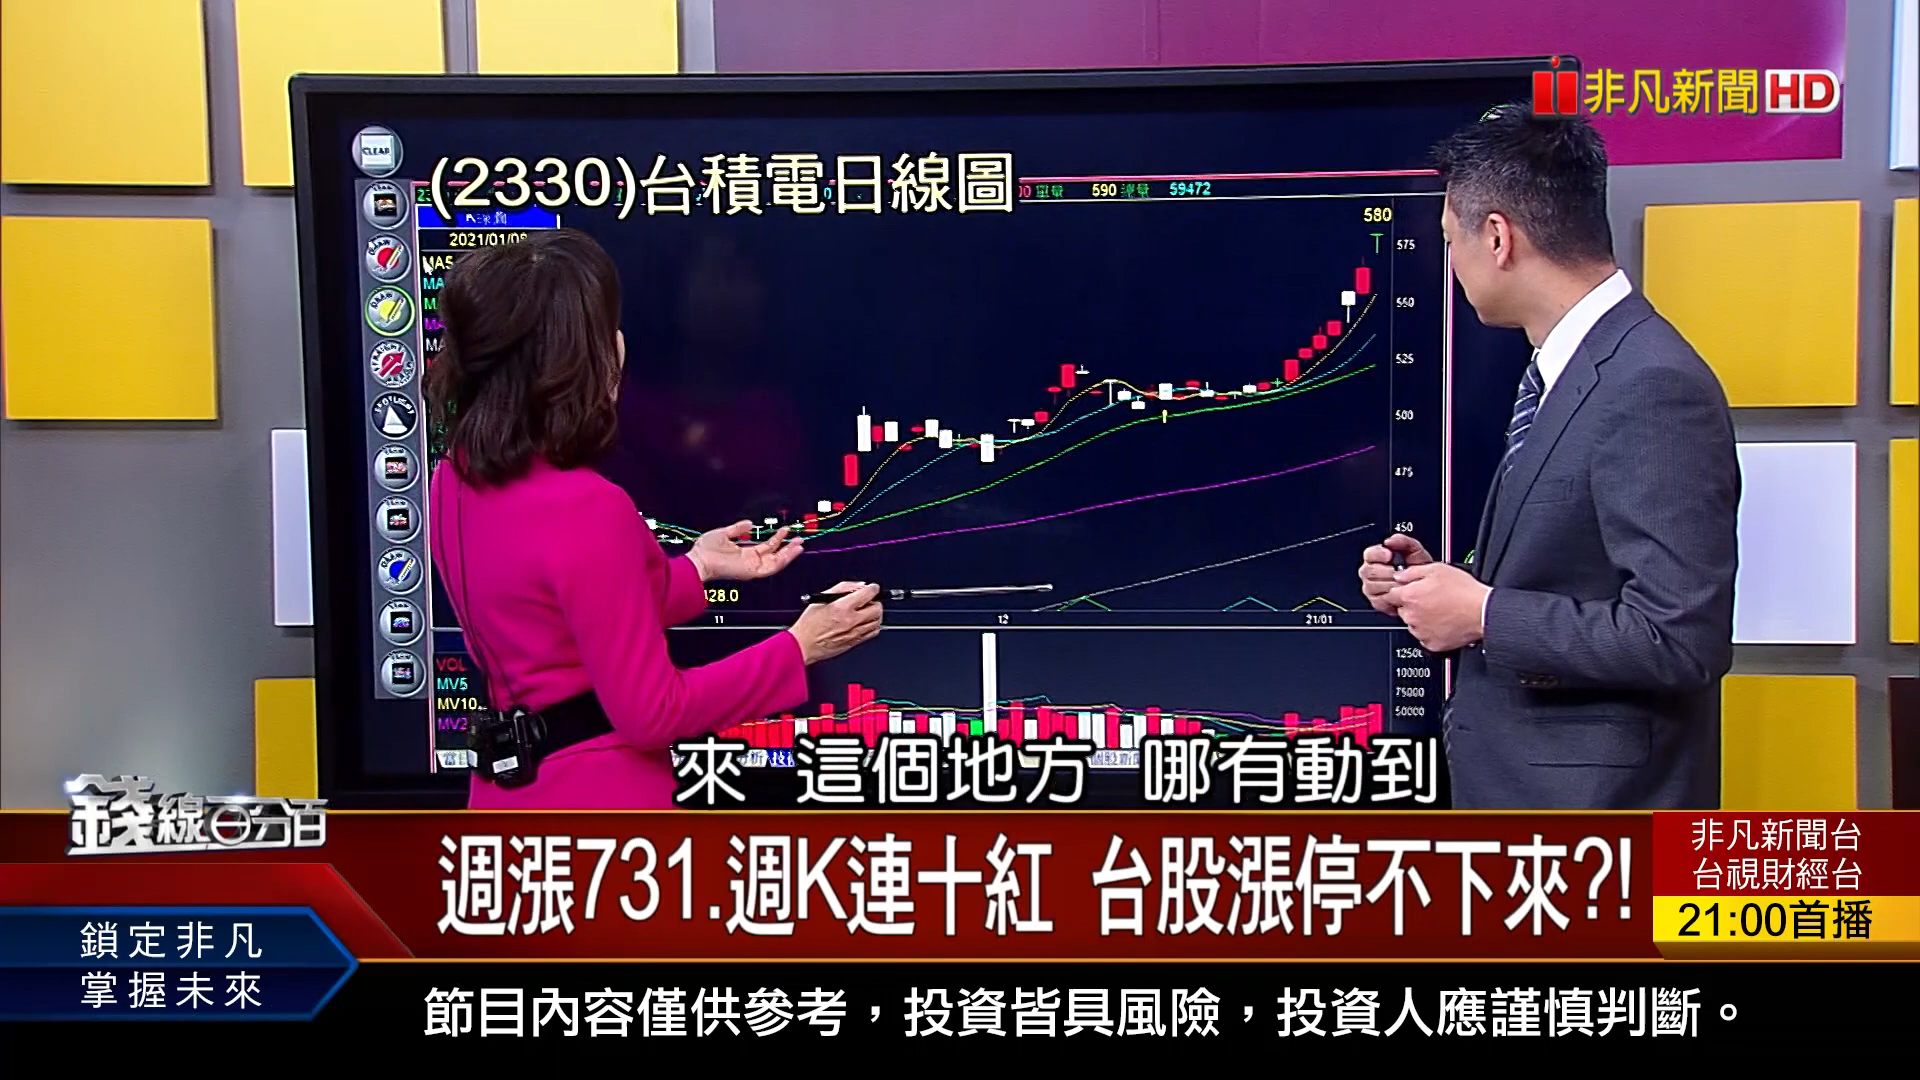 非凡新聞HD
CLEAR
(2330)台積電日線圖
590
59472
580
2021/01/08
MA5
575
550
525
500
475
450
428.0
11
12
21/01
VOL
MV5
MV10
MV2
100000
75000
50000
來 這個地方 哪有動到
錢線百分百
週漲731.週K連十紅 台股漲停不下來?!
非凡新聞台
台視財經台
21:00首播
鎖定非凡
掌握未來
節目內容僅供參考，投資皆具風險，投資人應謹慎判斷。